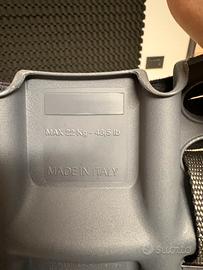 MAX 22 Kg - 48,5 lb
MADE IN ITALY
Subito